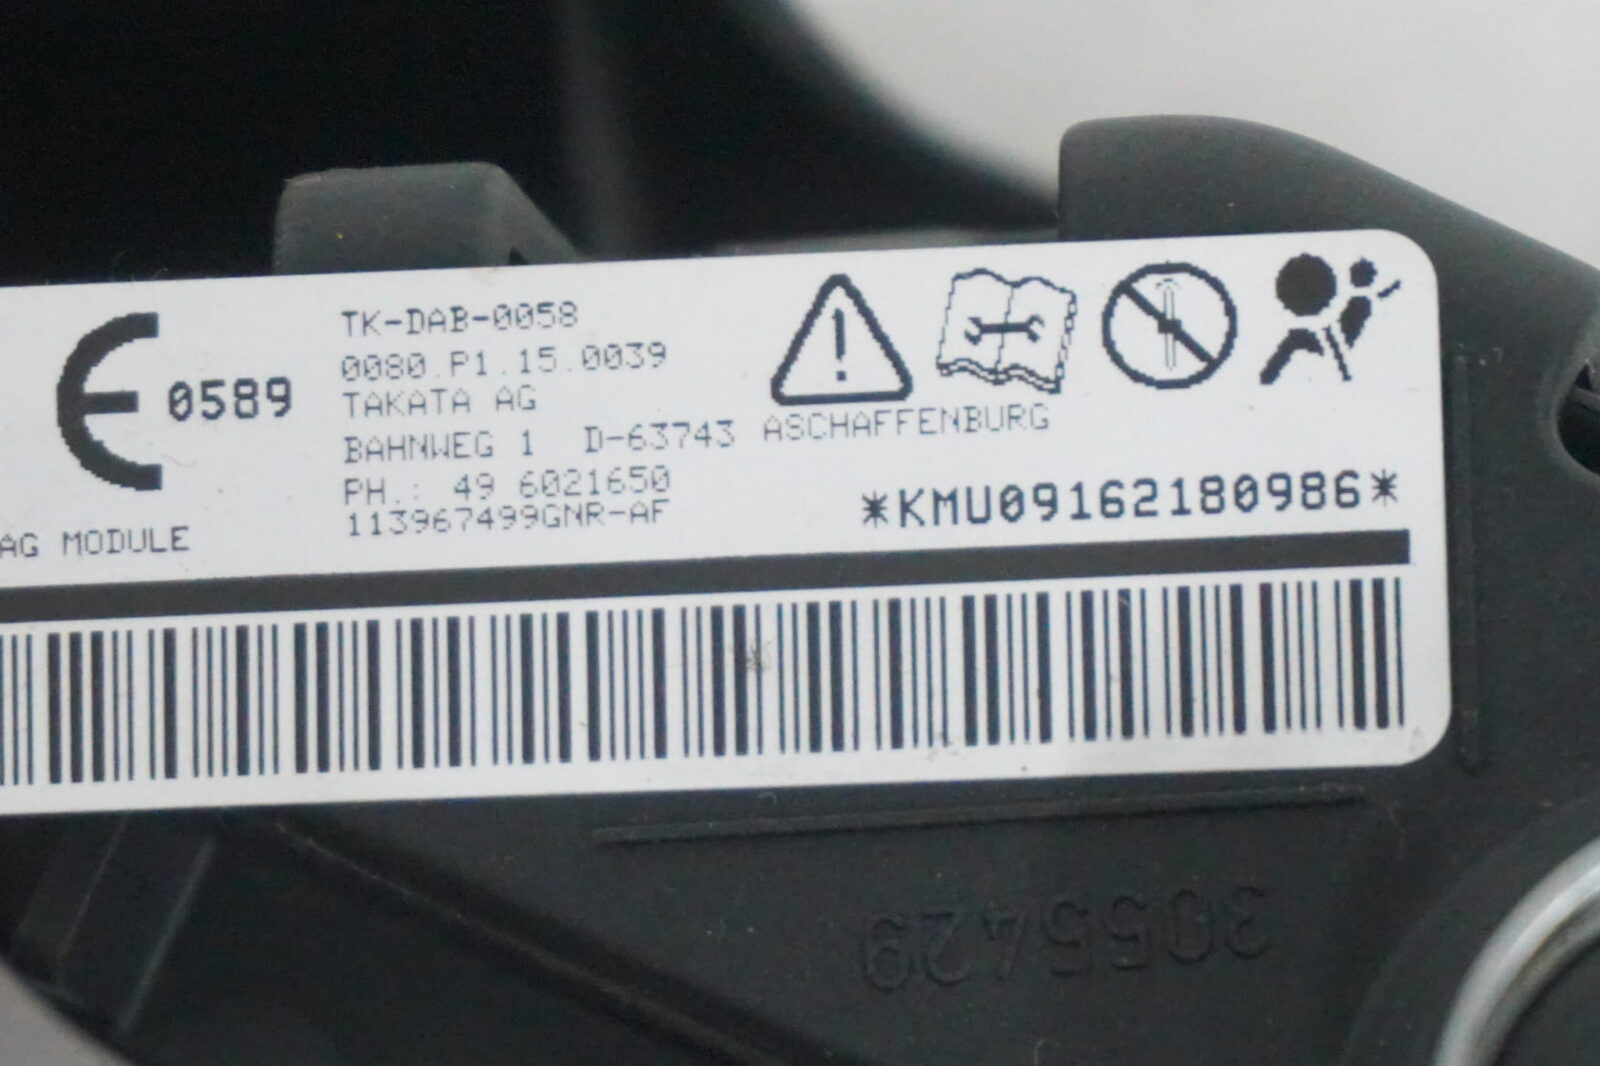 TK-DAB-0058
0080.P1.15.0039
CE 0589
TAKATA AG
BAHNWEG 1 D-63743 ASCHAFFENBURG
PH.: 49 6021650
113967499GNR-AF
*KMU09162180986*
AG MODULE
3055429